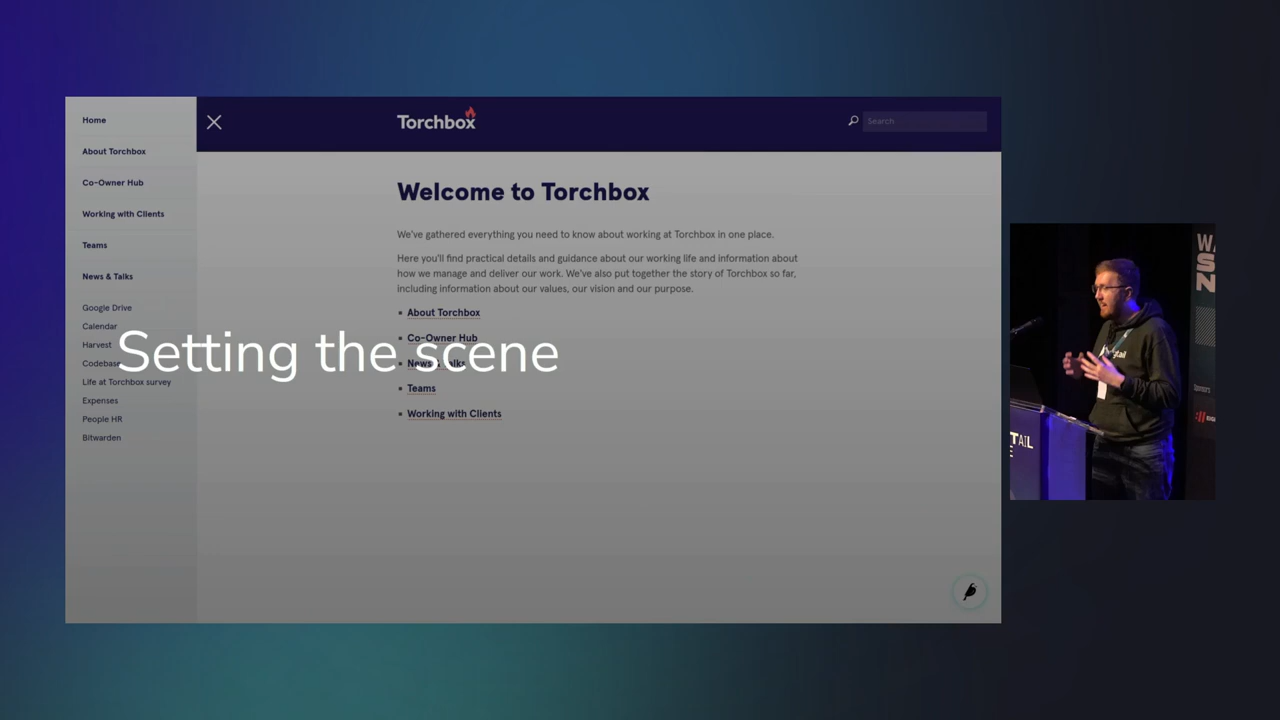 Home
About Torchbox
Co-Owner Hub
Working with Clients
Teams
News & Talks
Google Drive
Calendar
Harvest
Codebase
Life at Torchbox survey
Expenses
People HR
Bitwarden
Torchbox
Search
Welcome to Torchbox
We've gathered everything you need to know about working at Torchbox in one place.
Here you'll find practical details and guidance about our working life and information about
how we manage and deliver our work. We've also put together the story of Torchbox so far,
including information about our values, our vision and our purpose.
About Torchbox
Co-Owner Hub
News & Talks
Teams
Working with Clients
Setting the scene